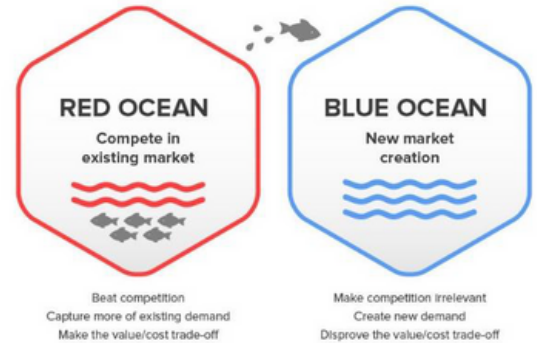 RED OCEAN
Compete in
existing market
Beat competition
Capture more of existing demand
Make the value/cost trade-off
BLUE OCEAN
New market
creation
Make competition irrelevant
Create new demand
Disprove the value/cost trade-off